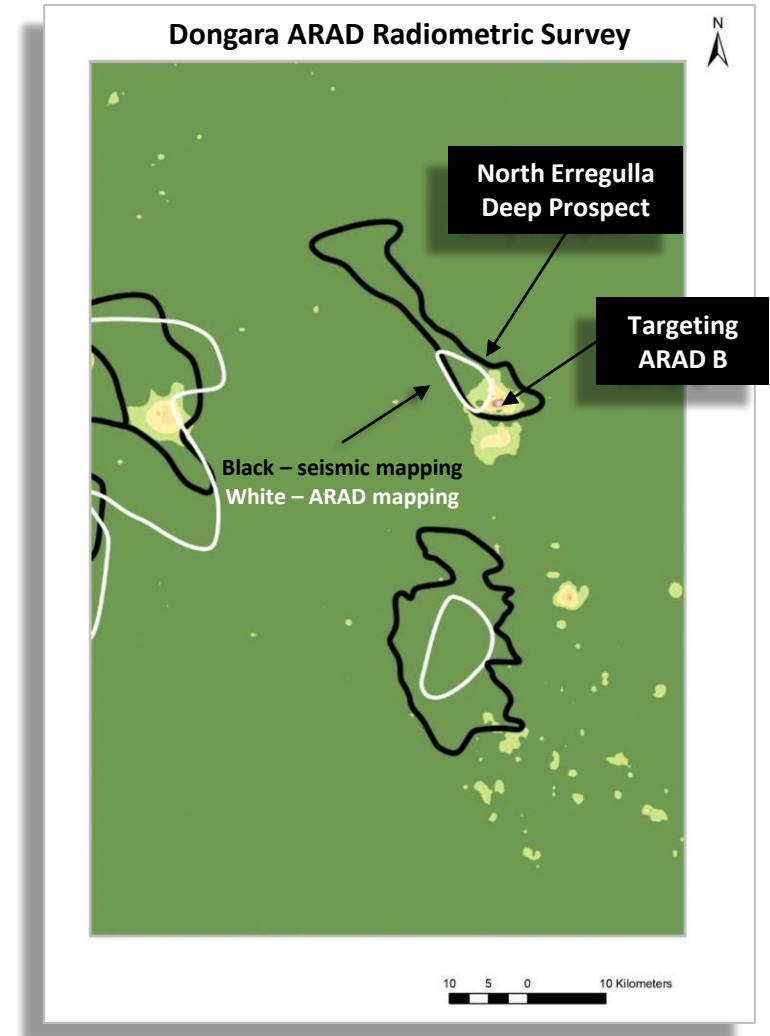 Dongara ARAD Radiometric Survey
N
North Erregulla
Deep Prospect
Targeting
ARAD B
Black – seismic mapping
White – ARAD mapping
10 5 0 10 Kilometers